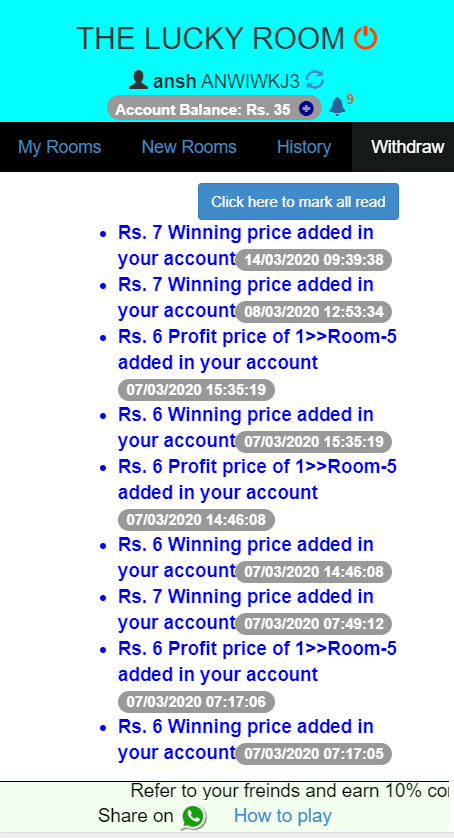 THE LUCKY ROOM
ansh ANWIWKJ3
Account Balance: Rs. 35
9
My Rooms New Rooms History Withdraw
Click here to mark all read
Rs. 7 Winning price added in
your account 14/03/2020 09:39:38
Rs. 7 Winning price added in
your account 08/03/2020 12:53:34
Rs. 6 Profit price of 1>>Room-5
added in your account
07/03/2020 15:35:19
Rs. 6 Winning price added in
your account 07/03/2020 15:35:19
Rs. 6 Profit price of 1>>Room-5
added in your account
07/03/2020 14:46:08
Rs. 6 Winning price added in
your account 07/03/2020 14:46:08
Rs. 7 Winning price added in
your account 07/03/2020 07:49:12
Rs. 6 Profit price of 1>>Room-5
added in your account
07/03/2020 07:17:06
Rs. 6 Winning price added in
your account 07/03/2020 07:17:05
Refer to your freinds and earn 10%
Share on How to play